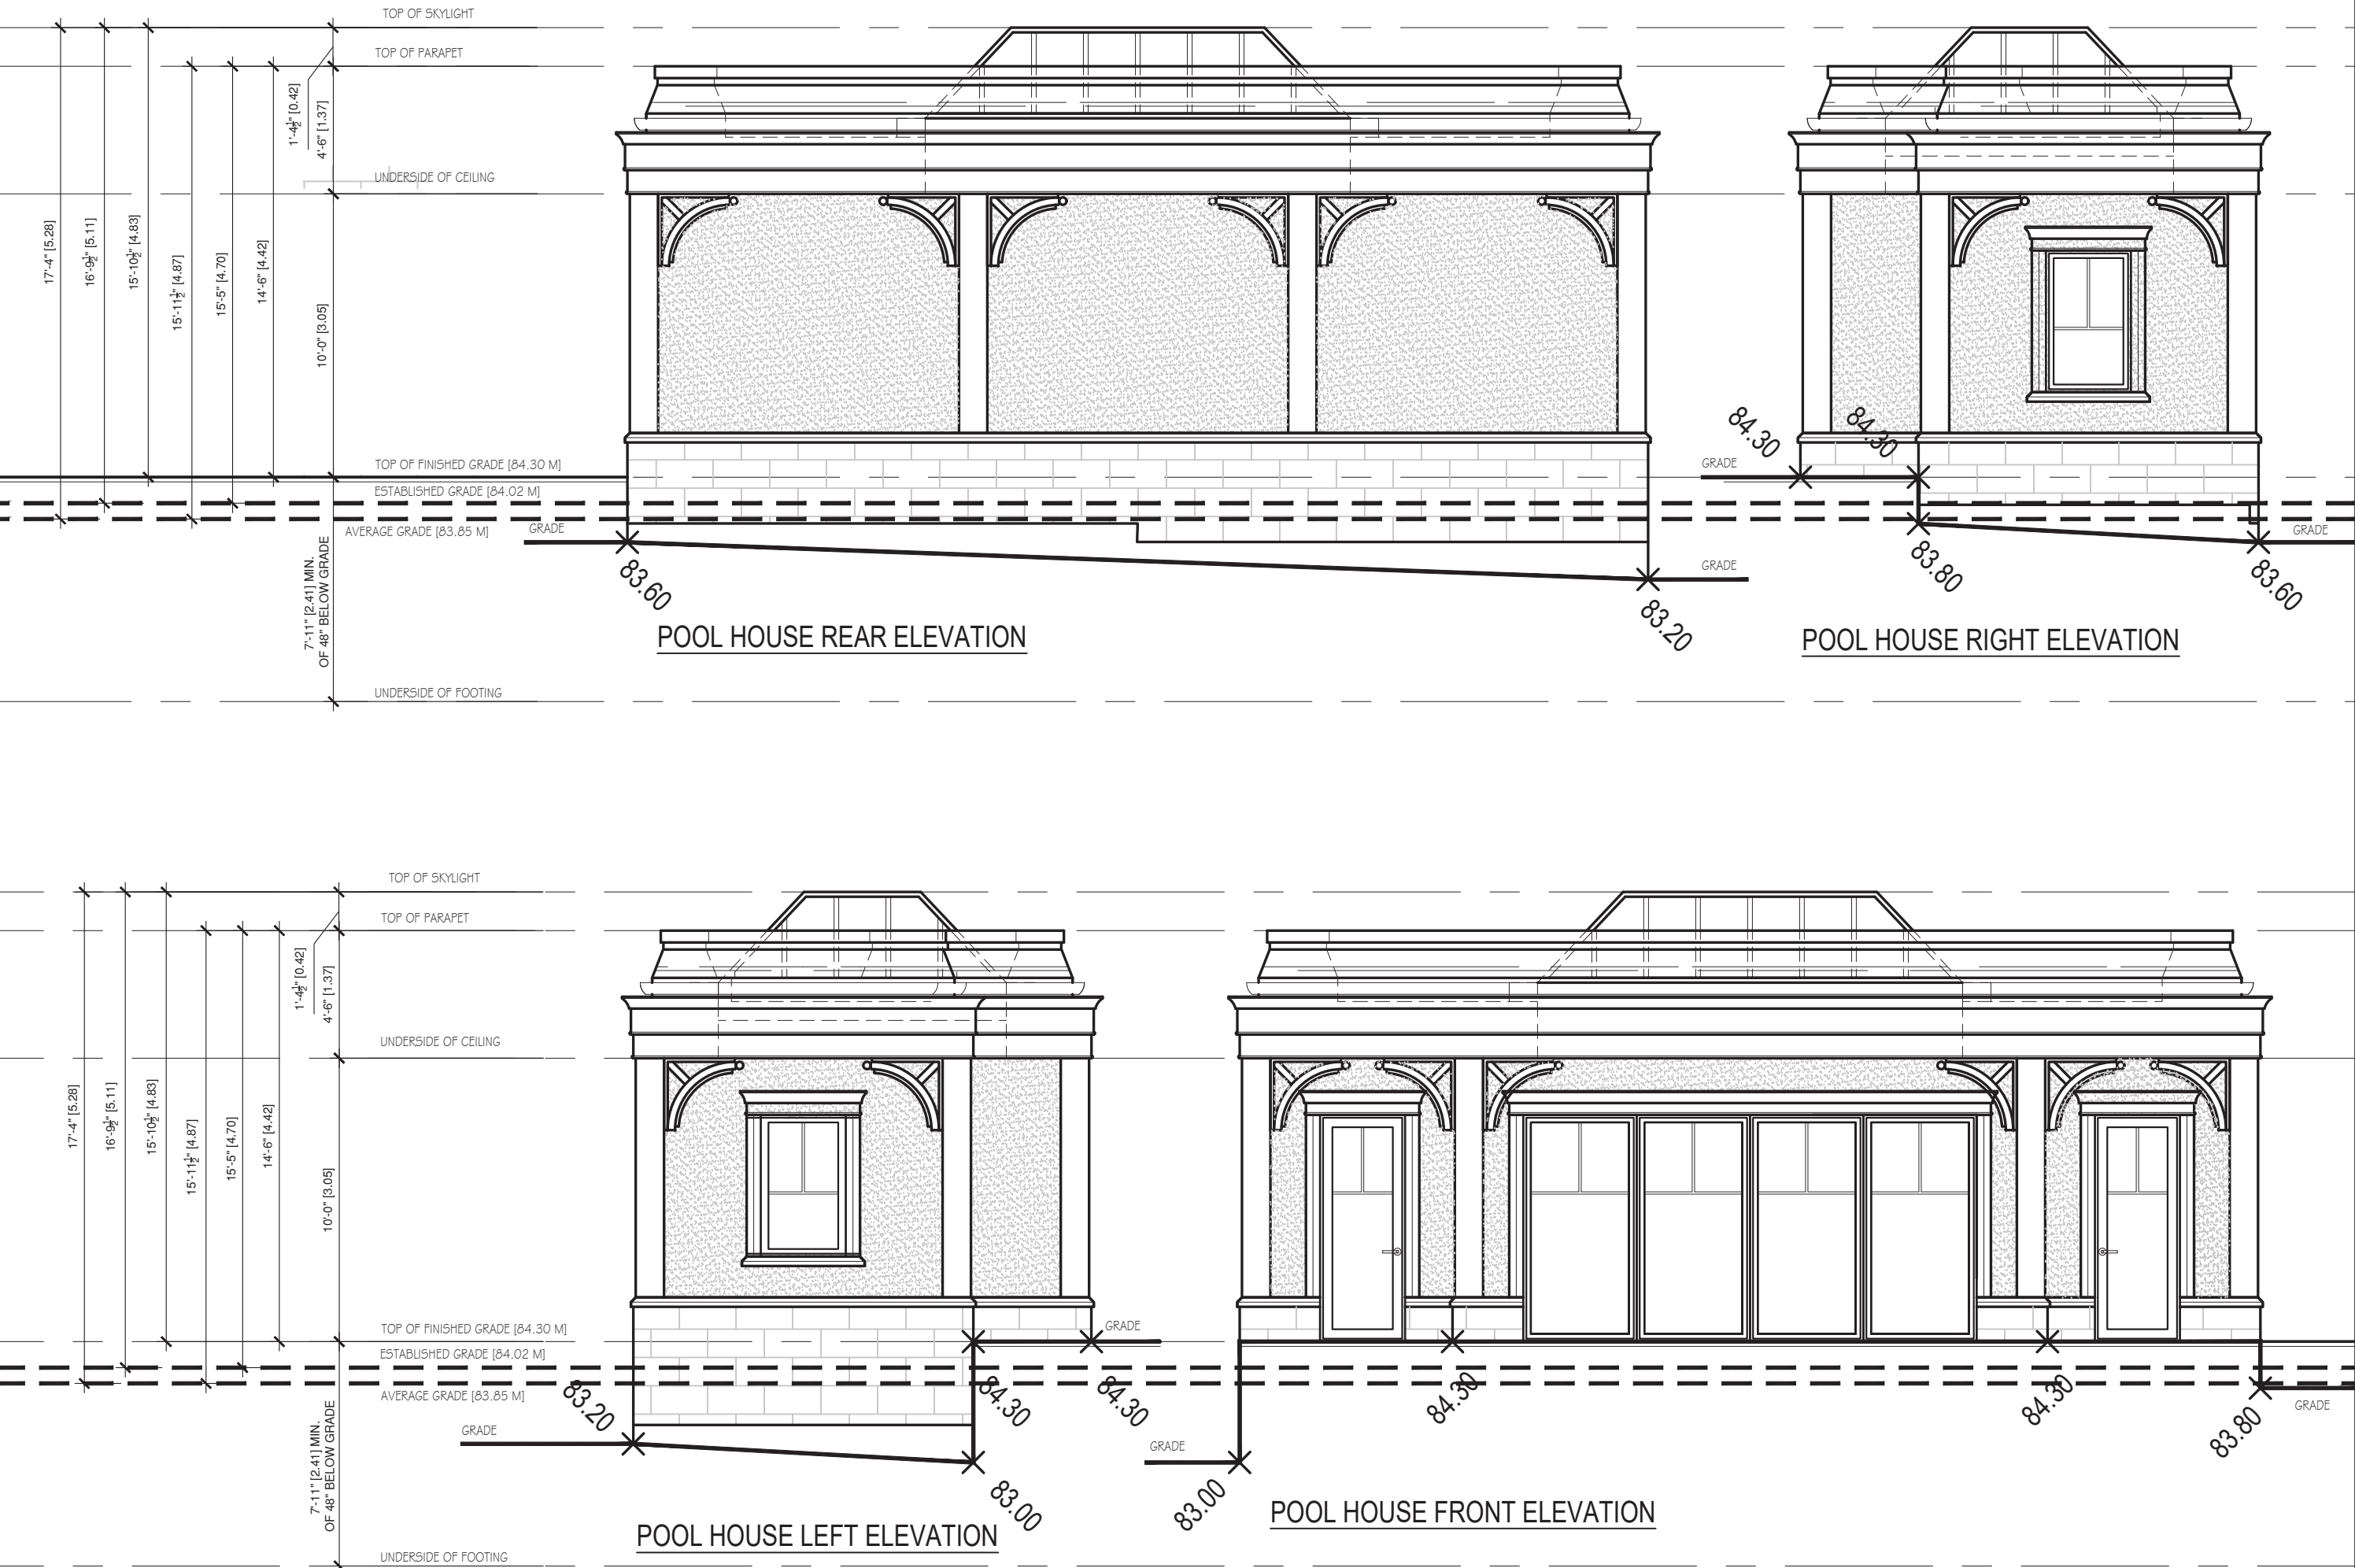 TOP OF SKYLIGHT
TOP OF PARAPET
1'-4½" [0.42]
4'-6" [1.37]
UNDERSIDE OF CEILING
17'-4" [5.28]
16'-9½" [5.11]
15'-10½" [4.83]
15'-11½" [4.87]
15'-5" [4.70]
14'-6" [4.42]
10'-0" [3.05]
TOP OF FINISHED GRADE [84.30 M]
ESTABLISHED GRADE [84.02 M]
AVERAGE GRADE [83.85 M]
7'-11" [2.41] MIN.
OF 48" BELOW GRADE
UNDERSIDE OF FOOTING
GRADE
83.60
GRADE
83.20
POOL HOUSE REAR ELEVATION
84.30
84.30
GRADE
83.80
GRADE
83.60
POOL HOUSE RIGHT ELEVATION
TOP OF SKYLIGHT
TOP OF PARAPET
1'-4½" [0.42]
4'-6" [1.37]
UNDERSIDE OF CEILING
17'-4" [5.28]
16'-9½" [5.11]
15'-10½" [4.83]
15'-11½" [4.87]
15'-5" [4.70]
14'-6" [4.42]
10'-0" [3.05]
TOP OF FINISHED GRADE [84.30 M]
ESTABLISHED GRADE [84.02 M]
AVERAGE GRADE [83.85 M]
7'-11" [2.41] MIN.
OF 48" BELOW GRADE
UNDERSIDE OF FOOTING
GRADE
83.20
GRADE
84.30
84.30
83.00
POOL HOUSE LEFT ELEVATION
GRADE
83.00
84.30
84.30
83.80
GRADE
POOL HOUSE FRONT ELEVATION